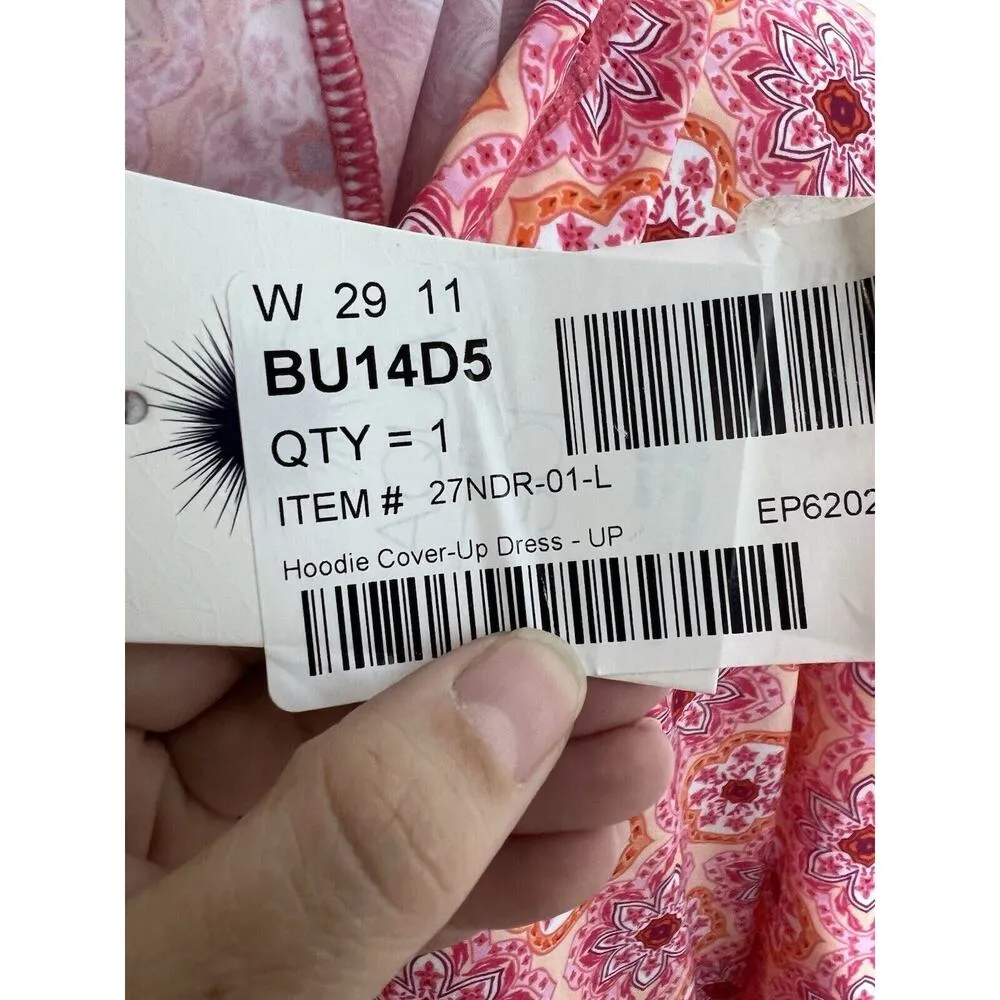 W 29 11
BU14D5
QTY = 1
ITEM # 27NDR-01-L
EP6202
Hoodie Cover-Up Dress - UP